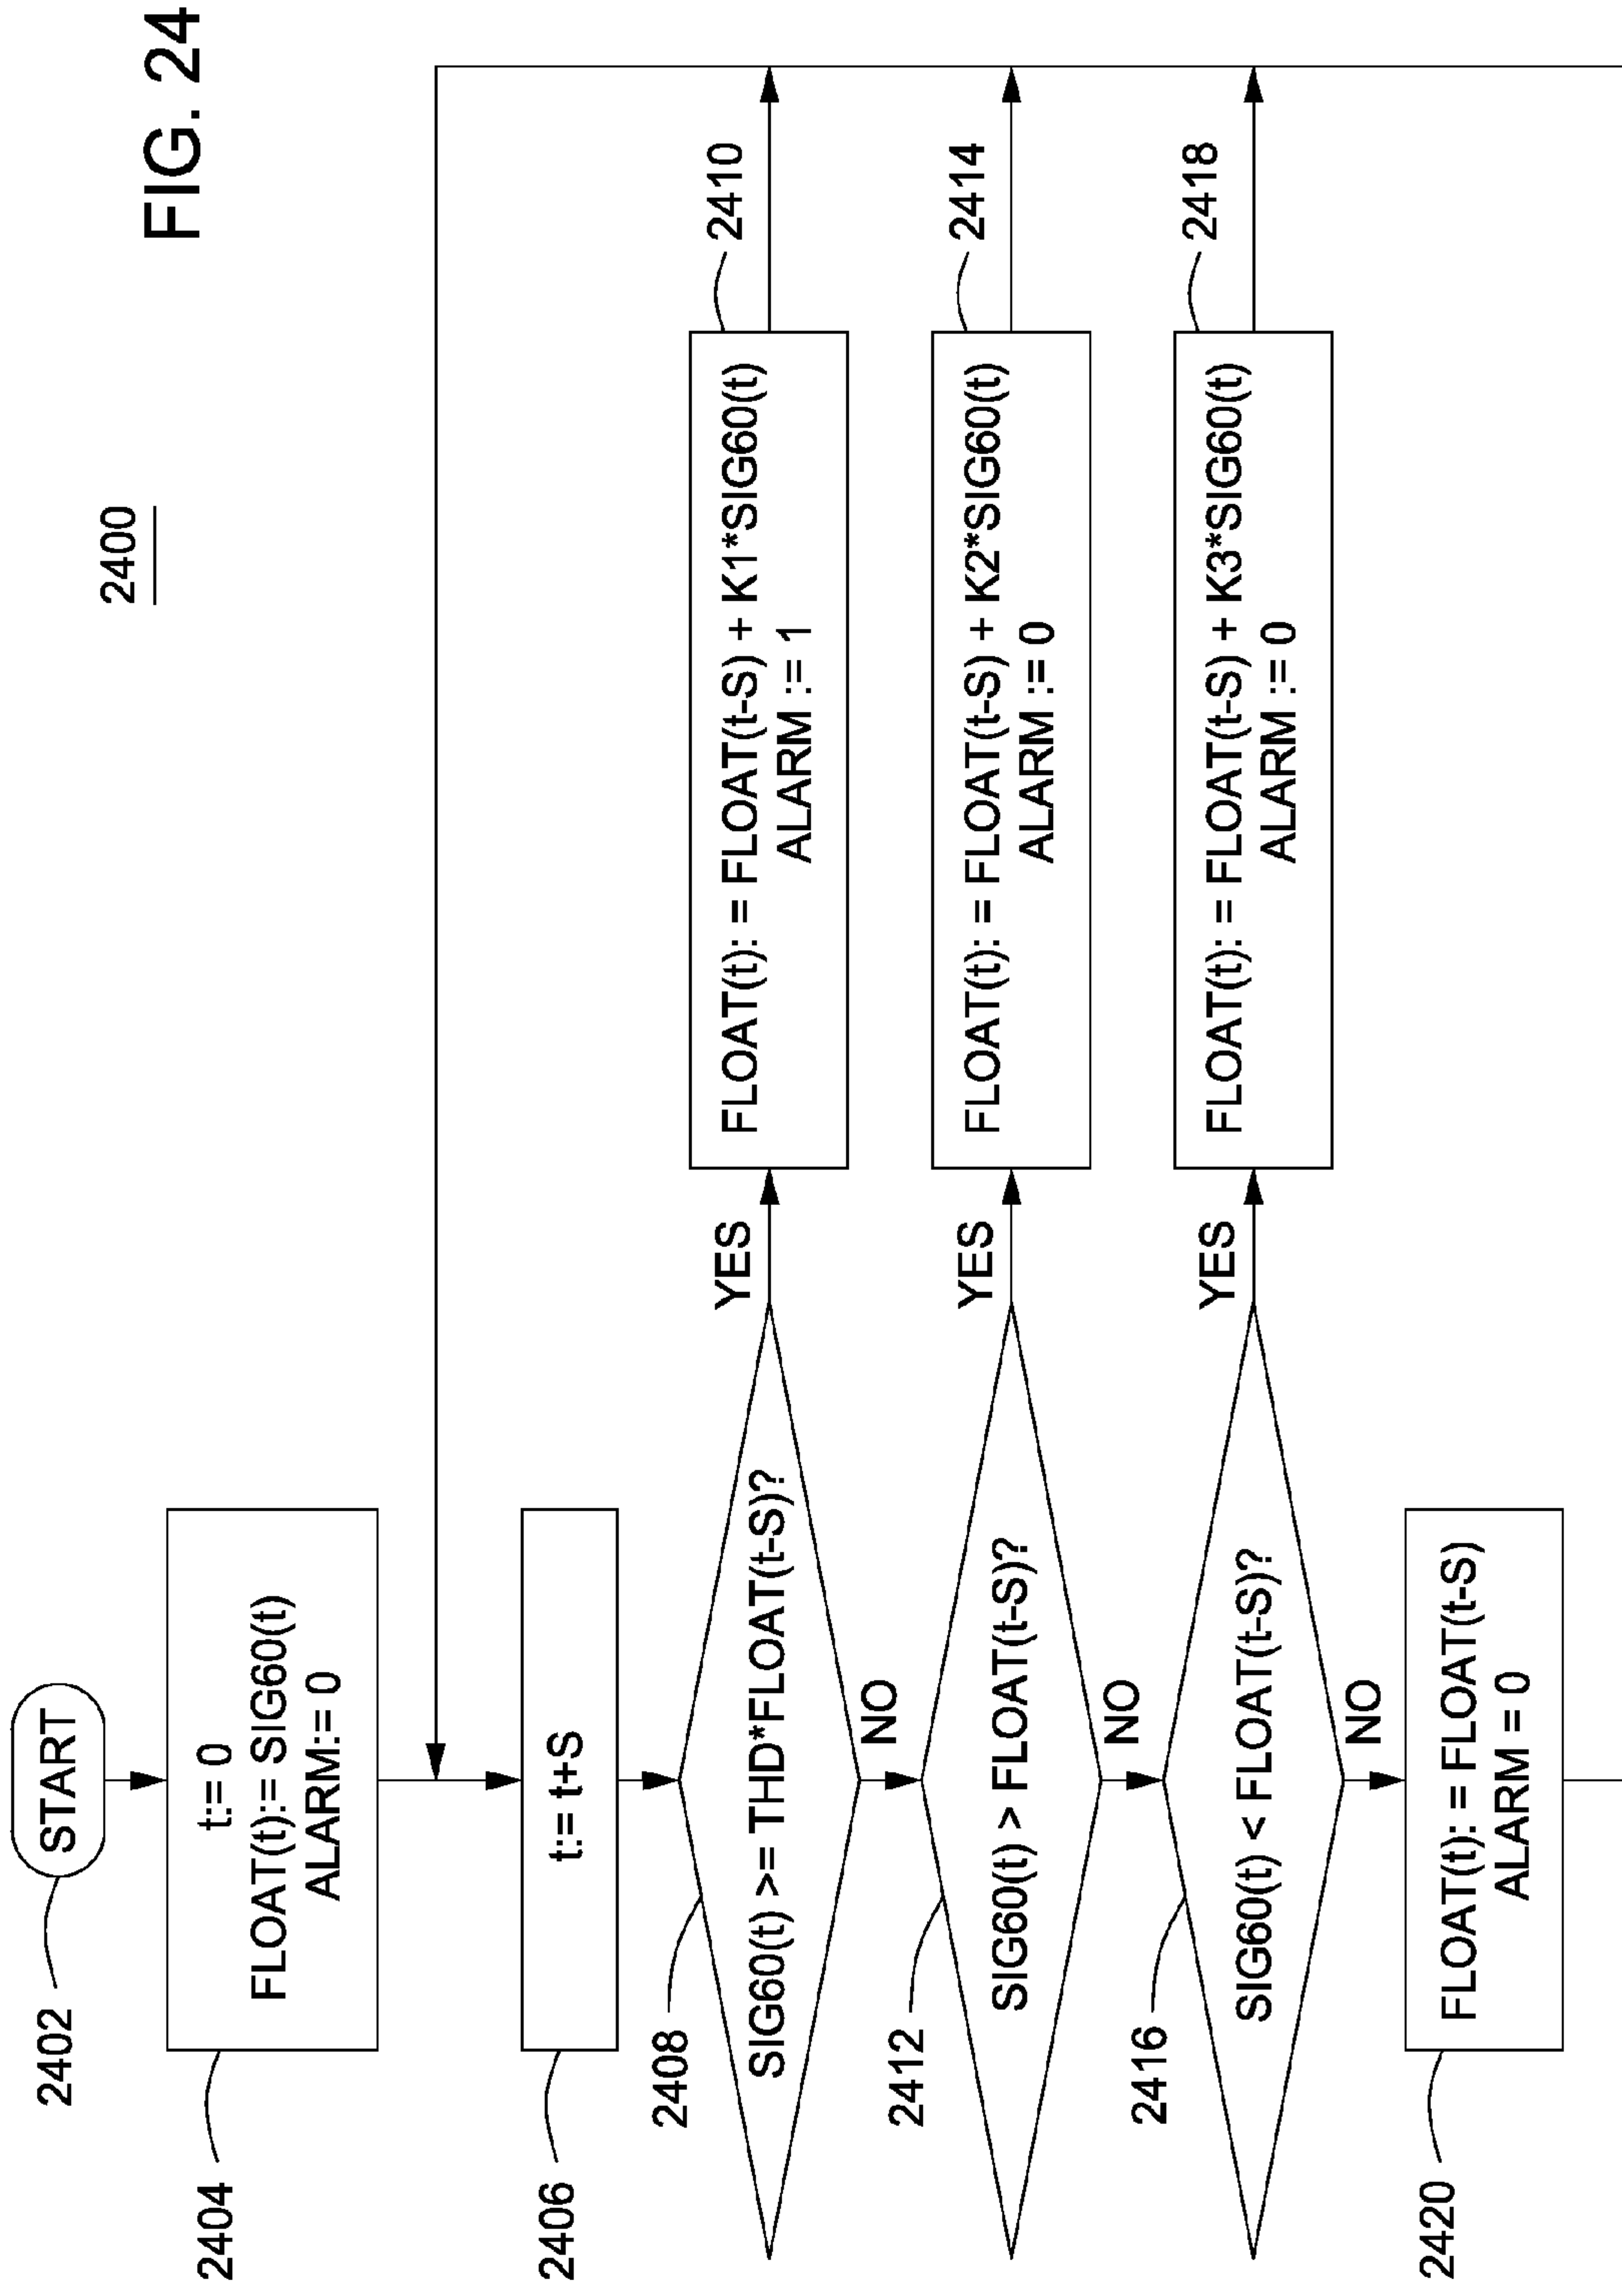 FIG. 24
2400
START
2402
t:= 0
FLOAT(t):= SIG60(t)
ALARM:= 0
2404
t:= t+S
2406
SIG60(t) >= THD*FLOAT(t-S)?
2408
YES
FLOAT(t): = FLOAT(t-S) + K1*SIG60(t)
ALARM := 1
2410
NO
SIG60(t) > FLOAT(t-S)?
2412
YES
FLOAT(t): = FLOAT(t-S) + K2*SIG60(t)
ALARM := 0
2414
NO
SIG60(t) < FLOAT(t-S)?
2416
YES
FLOAT(t): = FLOAT(t-S) + K3*SIG60(t)
ALARM := 0
2418
NO
FLOAT(t): = FLOAT(t-S)
ALARM = 0
2420